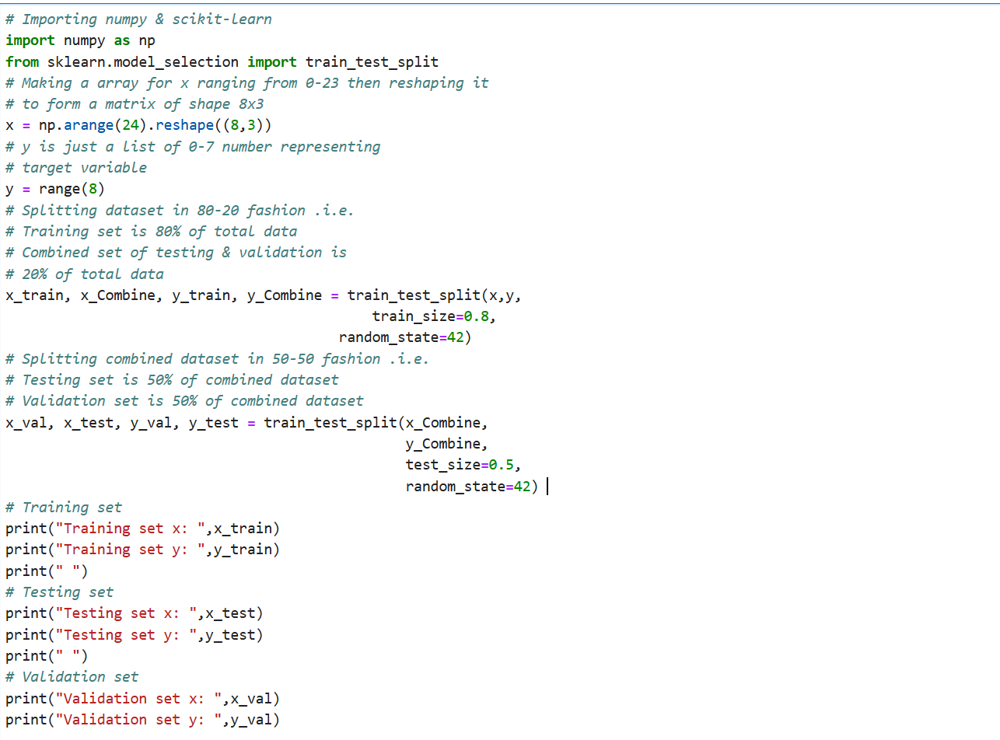 # Importing numpy & scikit-learn
import numpy as np
from sklearn.model_selection import train_test_split
# Making a array for x ranging from 0-23 then reshaping it
# to form a matrix of shape 8x3
x = np.arange(24).reshape((8,3))
# y is just a list of 0-7 number representing
# target variable
y = range(8)
# Splitting dataset in 80-20 fashion .i.e.
# Training set is 80% of total data
# Combined set of testing & validation is
# 20% of total data
x_train, x_Combine, y_train, y_Combine = train_test_split(x,y,
train_size=0.8,
random_state=42)
# Splitting combined dataset in 50-50 fashion .i.e.
# Testing set is 50% of combined dataset
# Validation set is 50% of combined dataset
x_val, x_test, y_val, y_test = train_test_split(x_Combine,
y_Combine,
test_size=0.5,
random_state=42)
# Training set
print("Training set x: ",x_train)
print("Training set y: ",y_train)
print(" ")
# Testing set
print("Testing set x: ",x_test)
print("Testing set y: ",y_test)
print(" ")
# Validation set
print("Validation set x: ",x_val)
print("Validation set y: ",y_val)